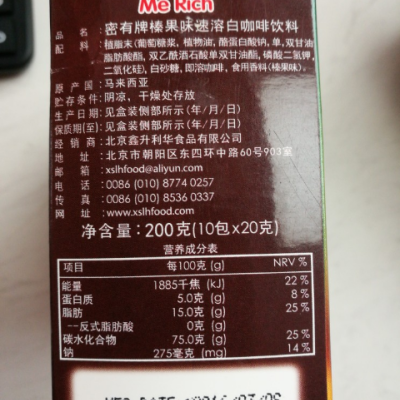 Me Rich
品名：密有牌榛果味速溶白咖啡饮料
配料：植脂末(葡萄糖浆，植物油，酪蛋白酸钠，单，双甘油
脂肪酸酯，双乙酰酒石酸单双甘油酯，磷酸二氢钾，
二氧化硅)，白砂糖，即溶咖啡，食用香料(榛果味)。
原产国：马来西亚
贮存条件：阴凉，干燥处存放
生产日期：见盒装侧部所示（年/月/日）
保质期至：见盒装侧部所示（年/月/日）
经销商：北京鑫升利华食品有限公司
地址：北京市朝阳区东四环中路60号903室
邮址：xslhfood@aliyun.com
电话：0086 (010) 8774 0257
传真：0086 (010) 8536 0337
网址：www.xslhfood.com
净含量：200克(10包x20克)
营养成分表
项目 每100克 (g) NRV %
能量 1885千焦 (kJ) 22 %
蛋白质 5.0克 (g) 8 %
脂肪 15.0克 (g) 25 %
--反式脂肪酸 0克 (g)
碳水化合物 75.0克 (g) 25 %
钠 275毫克 (mg) 14 %